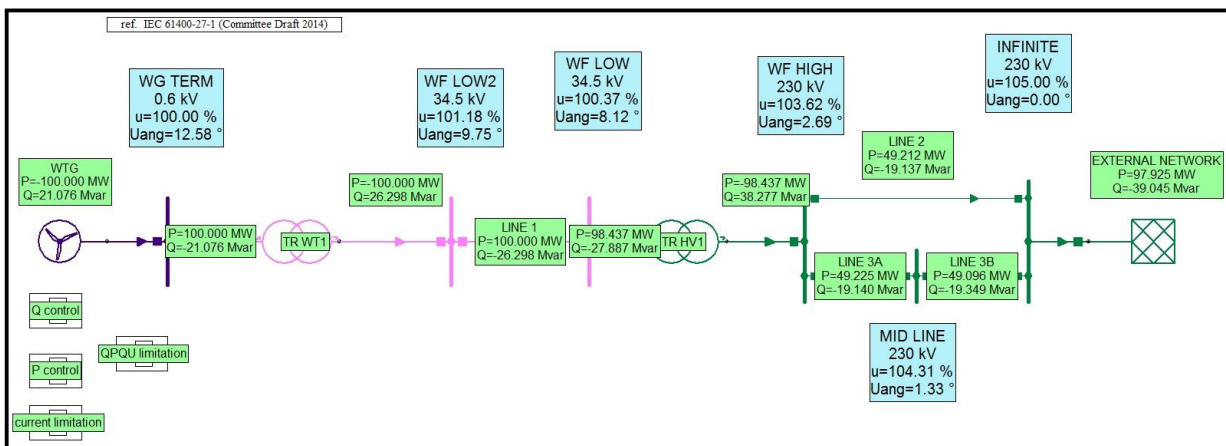 ref. IEC 61400-27-1 (Committee Draft 2014)
WG TERM
0.6 kV
u=100.00 %
Uang=12.58 °
WF LOW2
34.5 kV
u=101.18 %
Uang=9.75 °
WF LOW
34.5 kV
u=100.37 %
Uang=8.12 °
WF HIGH
230 kV
u=103.62 %
Uang=2.69 °
INFINITE
230 kV
u=105.00 %
Uang=0.00 °
WTG
P=-100.000 MW
Q=21.076 Mvar
P=100.000 MW
Q=-21.076 Mvar
TR WT1
P=-100.000 MW
Q=26.298 Mvar
LINE 1
P=100.000 MW
Q=-26.298 Mvar
P=98.437 MW
Q=-27.887 Mvar
TR HV1
P=-98.437 MW
Q=38.277 Mvar
LINE 2
P=49.212 MW
Q=-19.137 Mvar
LINE 3A
P=49.225 MW
Q=-19.140 Mvar
LINE 3B
P=49.096 MW
Q=-19.349 Mvar
EXTERNAL NETWORK
P=97.925 MW
Q=-39.045 Mvar
MID LINE
230 kV
u=104.31 %
Uang=1.33 °
Q control
QPQU limitation
P control
current limitation